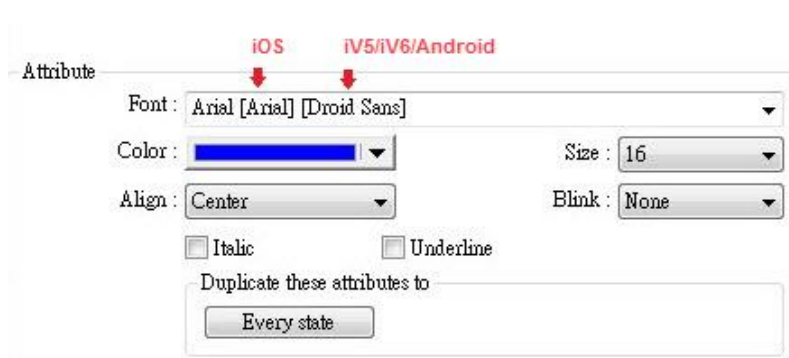 iOS iV5/iV6/Android
Attribute
Font : Arial [Arial] [Droid Sans]
Color : Size : 16
Align : Center Blink : None
Italic Underline
Duplicate these attributes to
Every state